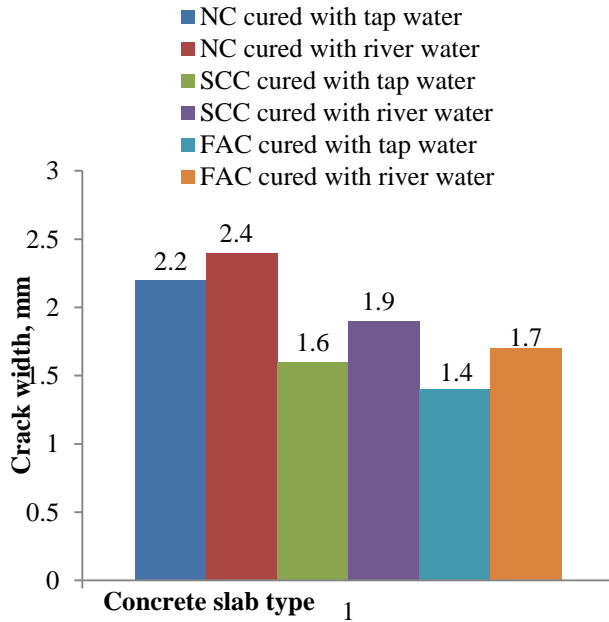 NC cured with tap water
NC cured with river water
SCC cured with tap water
SCC cured with river water
FAC cured with tap water
FAC cured with river water
3
2.5
2
1.5
1
0.5
0
Crack width, mm
2.2
2.4
1.6
1.9
1.4
1.7
Concrete slab type
1